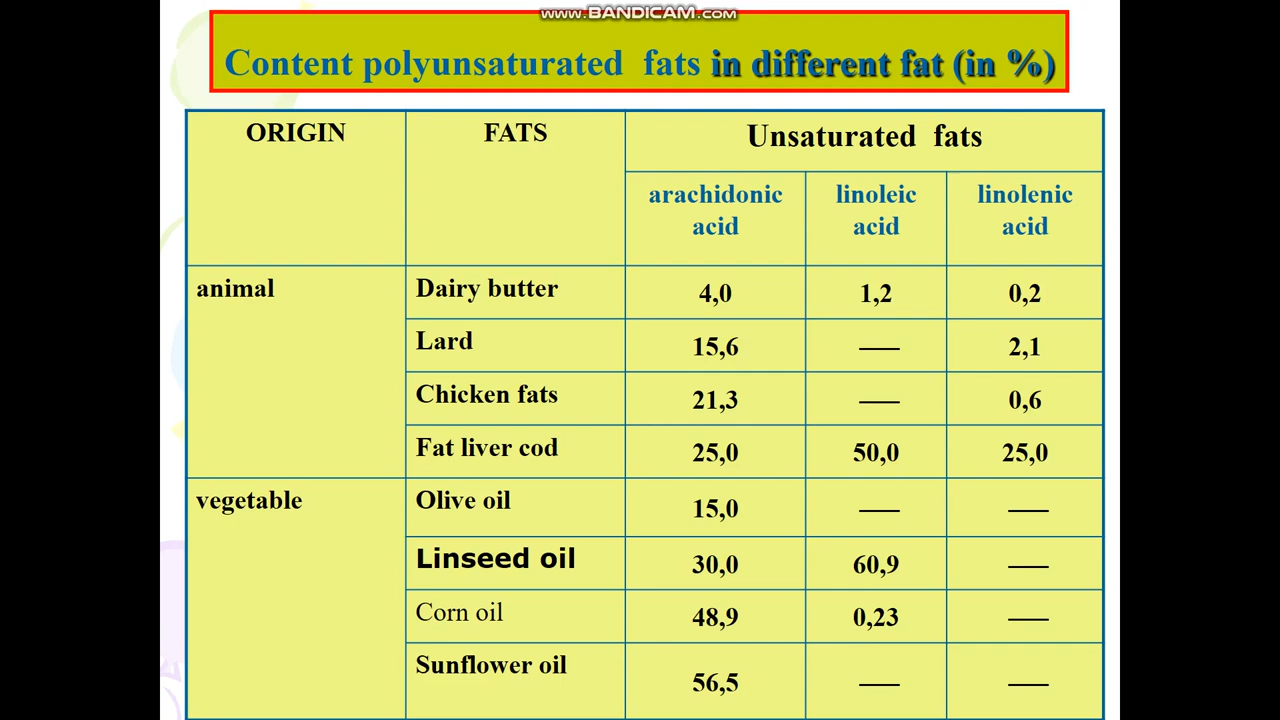 www.BANDICAM.com
Content polyunsaturated fats in different fat (in %)
ORIGIN FATS Unsaturated fats
arachidonic acid linoleic acid linolenic acid
animal Dairy butter 4,0 1,2 0,2
Lard 15,6 — 2,1
Chicken fats 21,3 — 0,6
Fat liver cod 25,0 50,0 25,0
vegetable Olive oil 15,0 — —
Linseed oil 30,0 60,9 —
Corn oil 48,9 0,23 —
Sunflower oil 56,5 — —